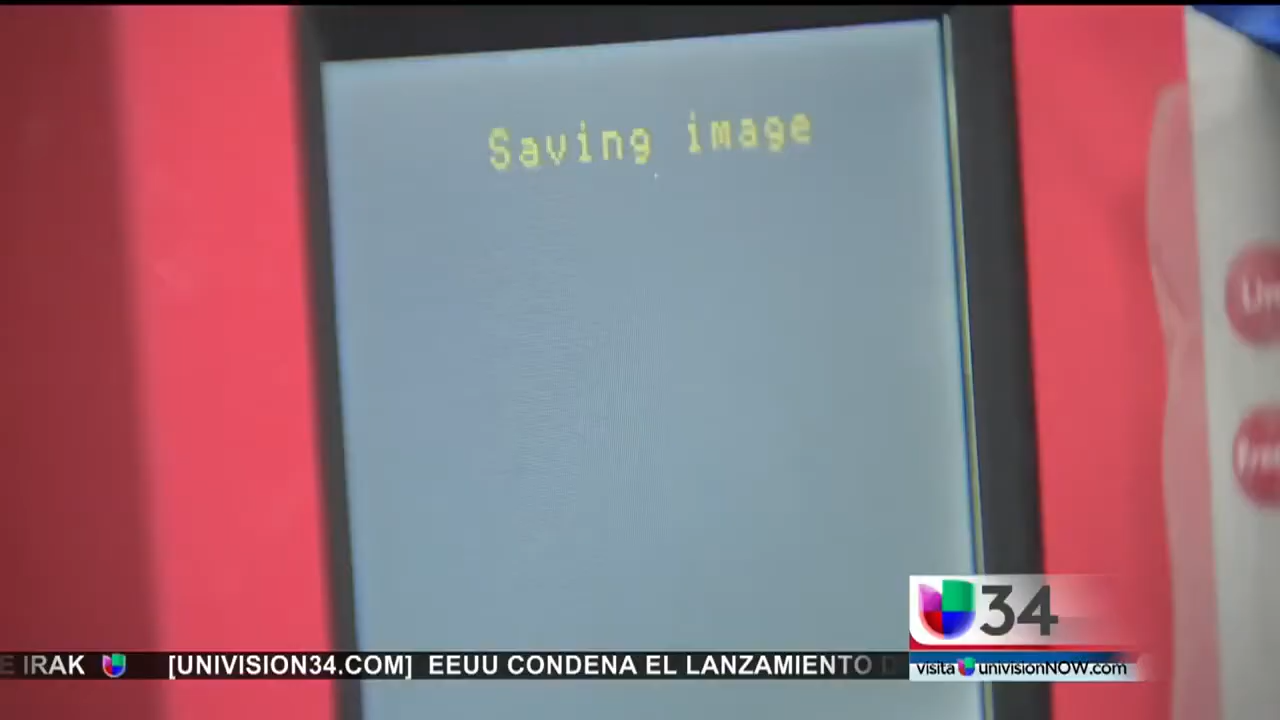 Saving image
34
E IRAK [UNIVISION34.COM] EEUU CONDENA EL LANZAMIENTO
visita univisionNOW.com